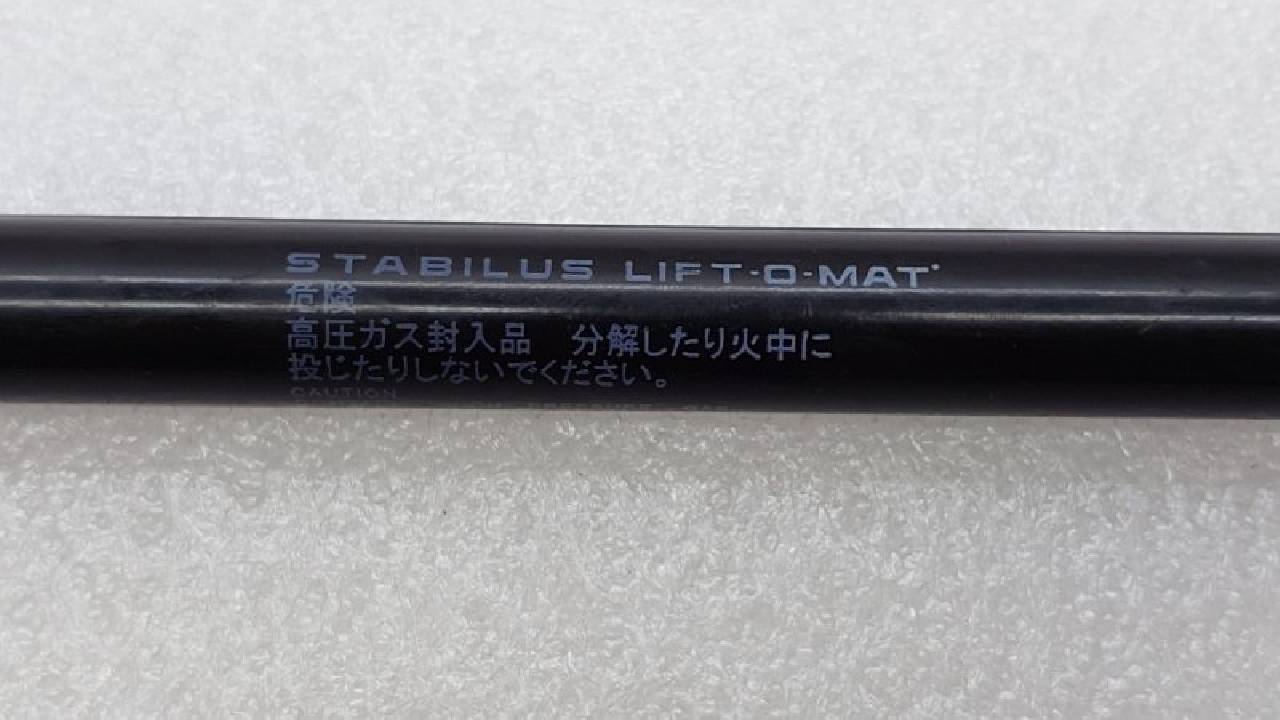 STABILUS LIFT-O-MAT
危険
高圧ガス封入品 分解したり火中に
投じたりしないでください。
CAUTION